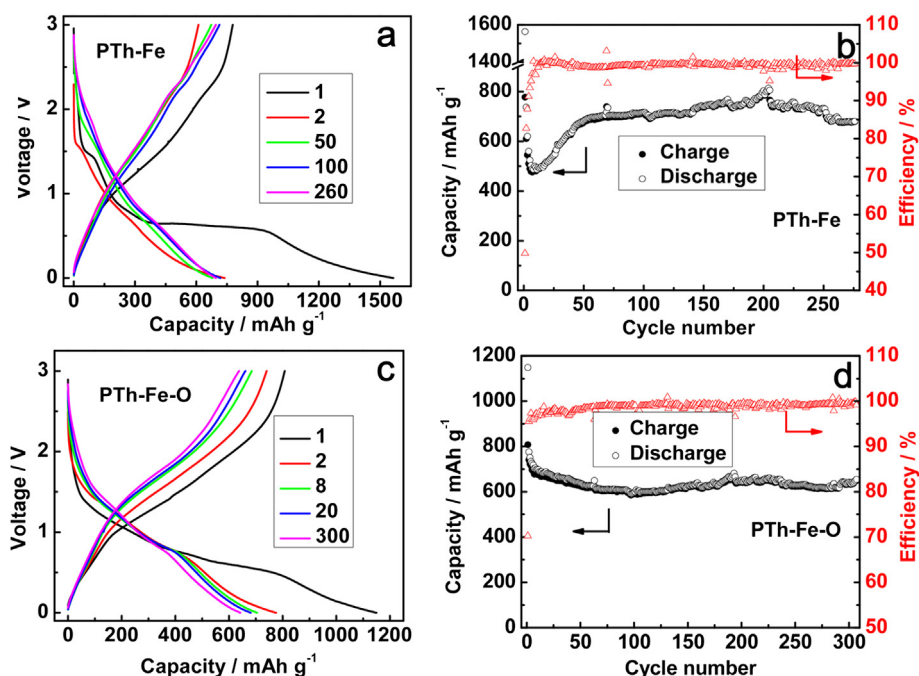 a
PTh-Fe
1
2
50
100
260
Voltage / V
3
2
1
0
0 300 600 900 1200 1500
Capacity / mAh g-1
b
Charge
Discharge
PTh-Fe
Capacity / mAh g-1
1600
1400
800
600
400
200
0
Efficiency / %
110
100
90
80
70
60
50
40
0 50 100 150 200 250
Cycle number
c
PTh-Fe-O
1
2
8
20
300
Voltage / V
3
2
1
0
0 200 400 600 800 1000 1200
Capacity / mAh g-1
d
Charge
Discharge
PTh-Fe-O
Capacity / mAh g-1
1200
1000
800
600
400
200
0
Efficiency / %
110
100
90
80
70
60
50
0 50 100 150 200 250 300
Cycle number